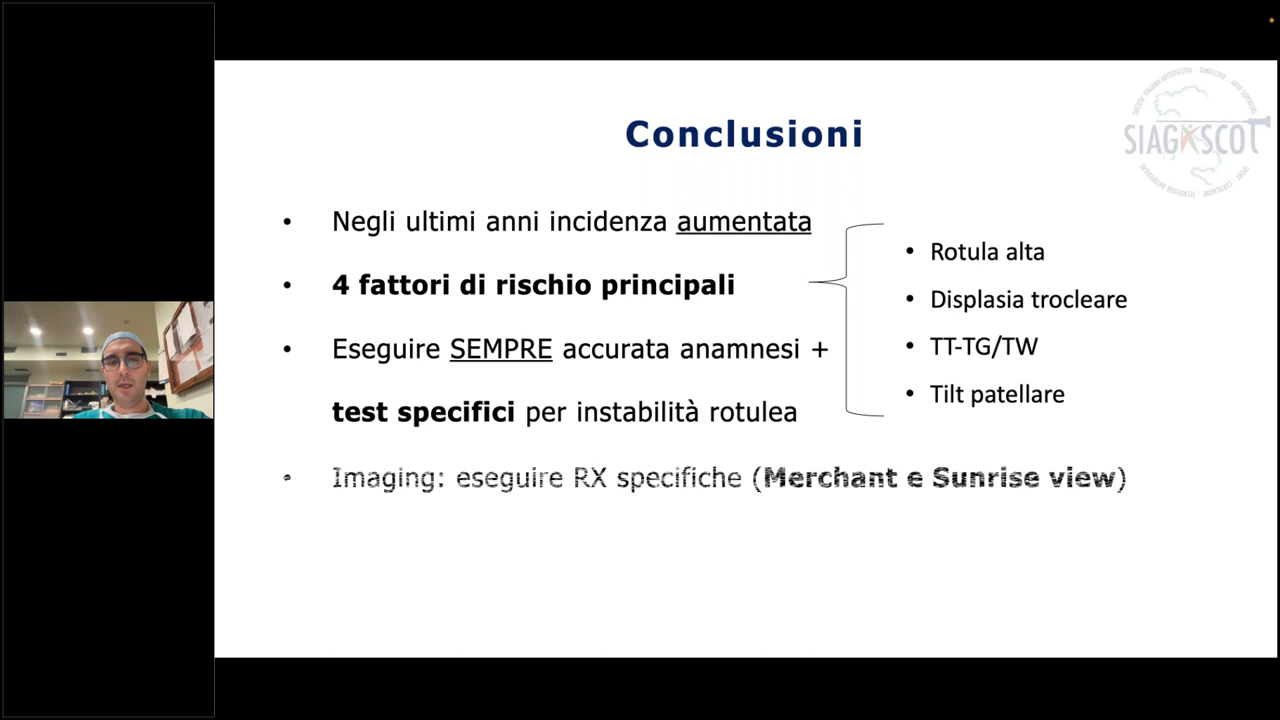 Conclusioni
• Negli ultimi anni incidenza aumentata
• 4 fattori di rischio principali
• Eseguire SEMPRE accurata anamnesi +
test specifici per instabilità rotulea
• Imaging: eseguire RX specifiche (Merchant e Sunrise view)
• Rotula alta
• Displasia trocleare
• TT-TG/TW
• Tilt patellare
SIAGASCOT